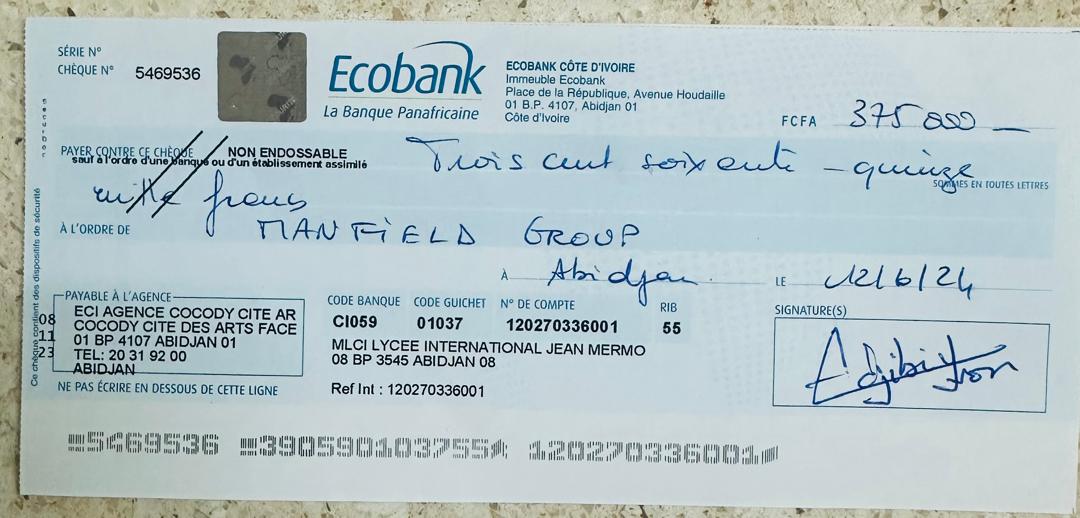 SÉRIE N°
CHÈQUE N° 5469536
Ecobank
La Banque Panafricaine
ECOBANK CÔTE D'IVOIRE
Immeuble Ecobank
Place de la République, Avenue Houdaille
01 B.P. 4107, Abidjan 01
Côte d'Ivoire
FCFA 375 000 —
PAYER CONTRE CE CHÈQUE NON ENDOSSABLE
sauf à l'ordre d'une banque ou d'un établissement assimilé
Trois cent soixante - quinze
SOMMES EN TOUTES LETTRES
mille francs
À L'ORDRE DE MANFIELD GROUP
À Abidjan LE 12/6/24
PAYABLE À L'AGENCE
ECI AGENCE COCODY CITE AR
COCODY CITE DES ARTS FACE
01 BP 4107 ABIDJAN 01
TEL: 20 31 92 00
ABIDJAN
08
11
23
NE PAS ÉCRIRE EN DESSOUS DE CETTE LIGNE
CODE BANQUE CODE GUICHET N° DE COMPTE RIB
CI059 01037 120270336001 55
MLCI LYCEE INTERNATIONAL JEAN MERMO
08 BP 3545 ABIDJAN 08
Ref Int : 120270336001
SIGNATURE(S)
Ce chèque contient des dispositifs de sécurité
5469536 390590103755 120270336001